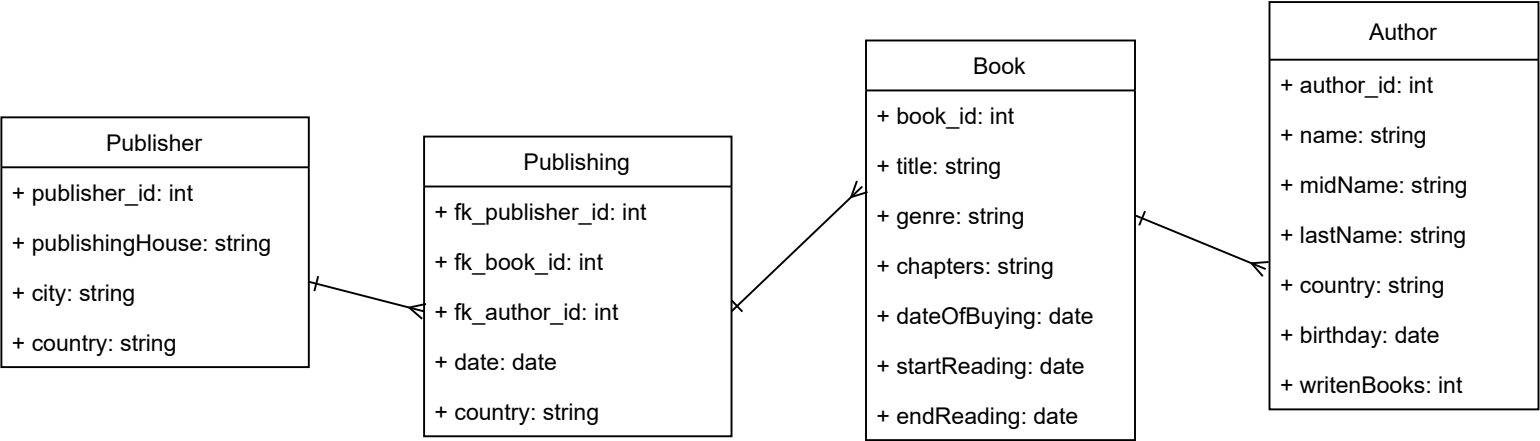 Publisher
+ publisher_id: int
+ publishingHouse: string
+ city: string
+ country: string
Publishing
+ fk_publisher_id: int
+ fk_book_id: int
+ fk_author_id: int
+ date: date
+ country: string
Book
+ book_id: int
+ title: string
+ genre: string
+ chapters: string
+ dateOfBuying: date
+ startReading: date
+ endReading: date
Author
+ author_id: int
+ name: string
+ midName: string
+ lastName: string
+ country: string
+ birthday: date
+ writenBooks: int